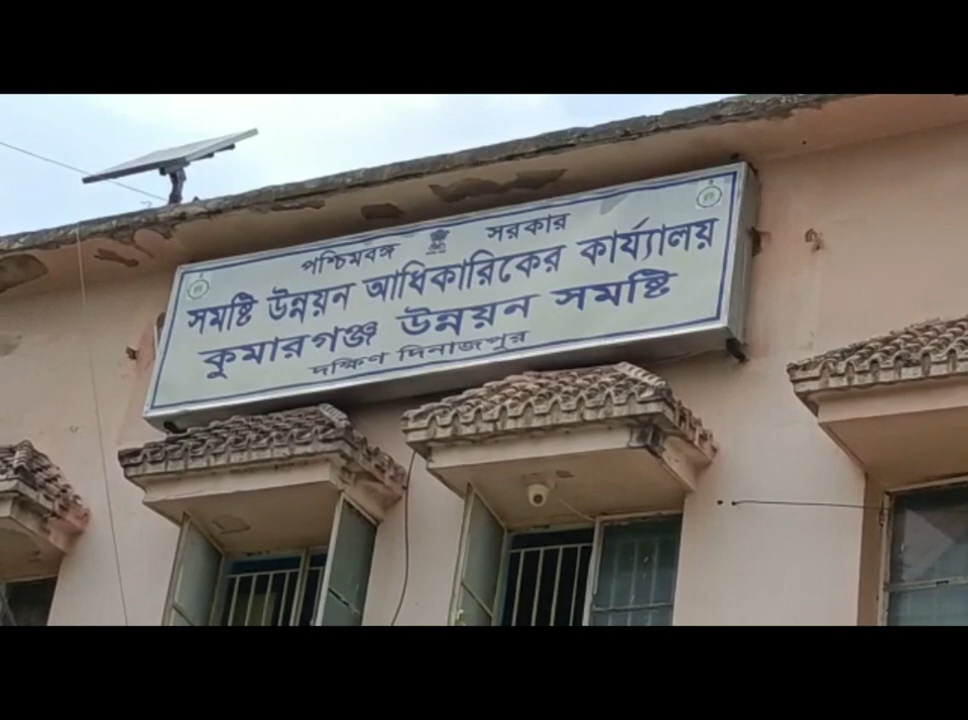 পশ্চিমবঙ্গ সরকার
সমষ্টি উন্নয়ন আধিকারিকের কার্য্যালয়
কুমারগঞ্জ উন্নয়ন সমষ্টি
দক্ষিণ দিনাজপুর